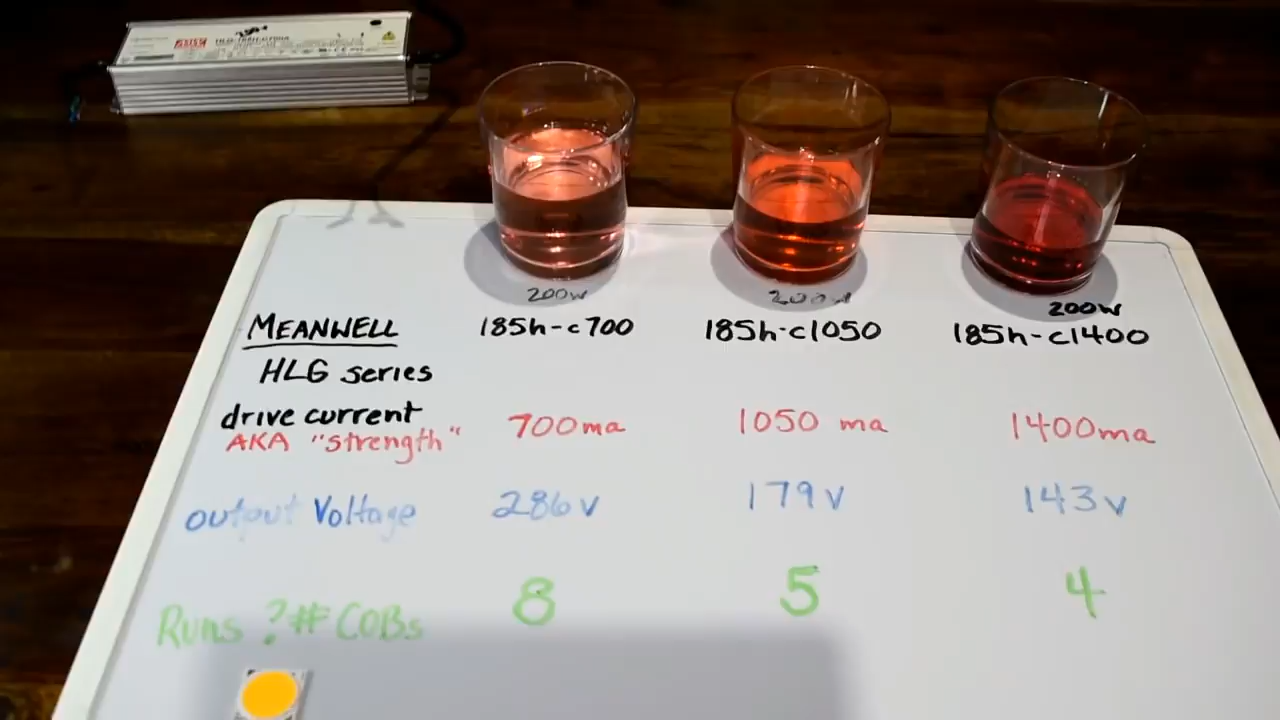 200w 200w 200w
MEANWELL 185h-c700 185h-c1050 185h-c1400
HLG series
drive current 700ma 1050 ma 1400ma
AKA "strength"
output Voltage 286v 179v 143v
Runs ?# COBs 8 5 4